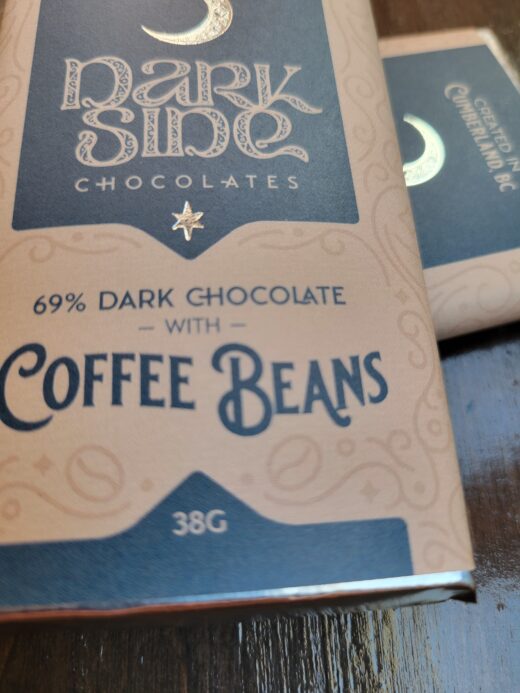 DARK
SIDE
CHOCOLATES
69% DARK CHOCOLATE
– WITH –
COFFEE BEANS
38G
CREATED IN
CUMBERLAND, BC